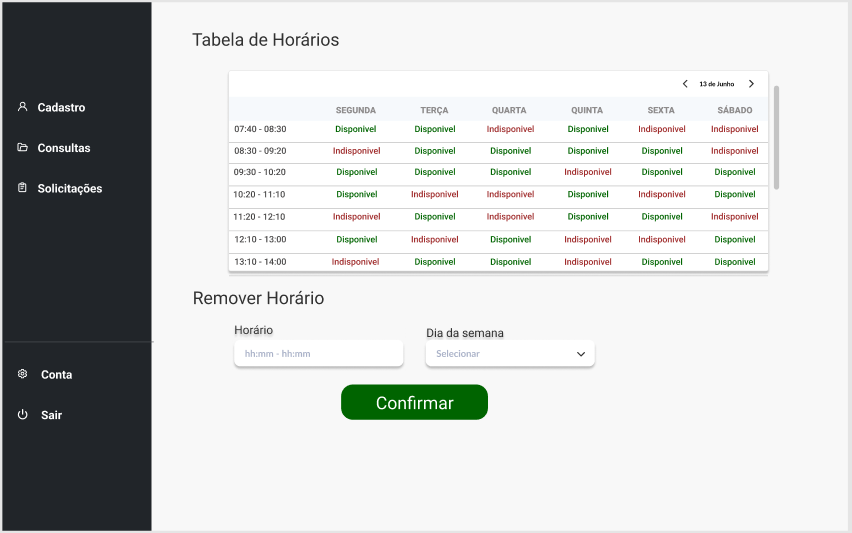 Tabela de Horários
13 de Junho
SEGUNDA TERÇA QUARTA QUINTA SEXTA SÁBADO
07:40 - 08:30 Disponivel Disponivel Indisponivel Disponivel Indisponivel Indisponivel
08:30 - 09:20 Indisponivel Disponivel Disponivel Disponivel Disponivel Indisponivel
09:30 - 10:20 Disponivel Disponivel Disponivel Indisponivel Disponivel Disponivel
10:20 - 11:10 Disponivel Indisponivel Indisponivel Disponivel Indisponivel Disponivel
11:20 - 12:10 Indisponivel Disponivel Disponivel Disponivel Disponivel Indisponivel
12:10 - 13:00 Disponivel Indisponivel Disponivel Indisponivel Indisponivel Disponivel
13:10 - 14:00 Indisponivel Disponivel Disponivel Indisponivel Disponivel Disponivel
Cadastro
Consultas
Solicitações
Conta
Sair
Remover Horário
Horário
hh:mm - hh:mm
Dia da semana
Selecionar
Confirmar